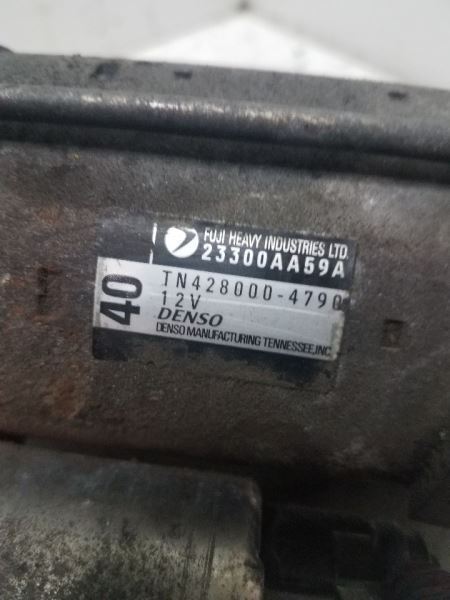 FUJI HEAVY INDUSTRIES LTD.
23300AA59A
40
TN428000-4790
12V
DENSO
DENSO MANUFACTURING TENNESSEE,INC.